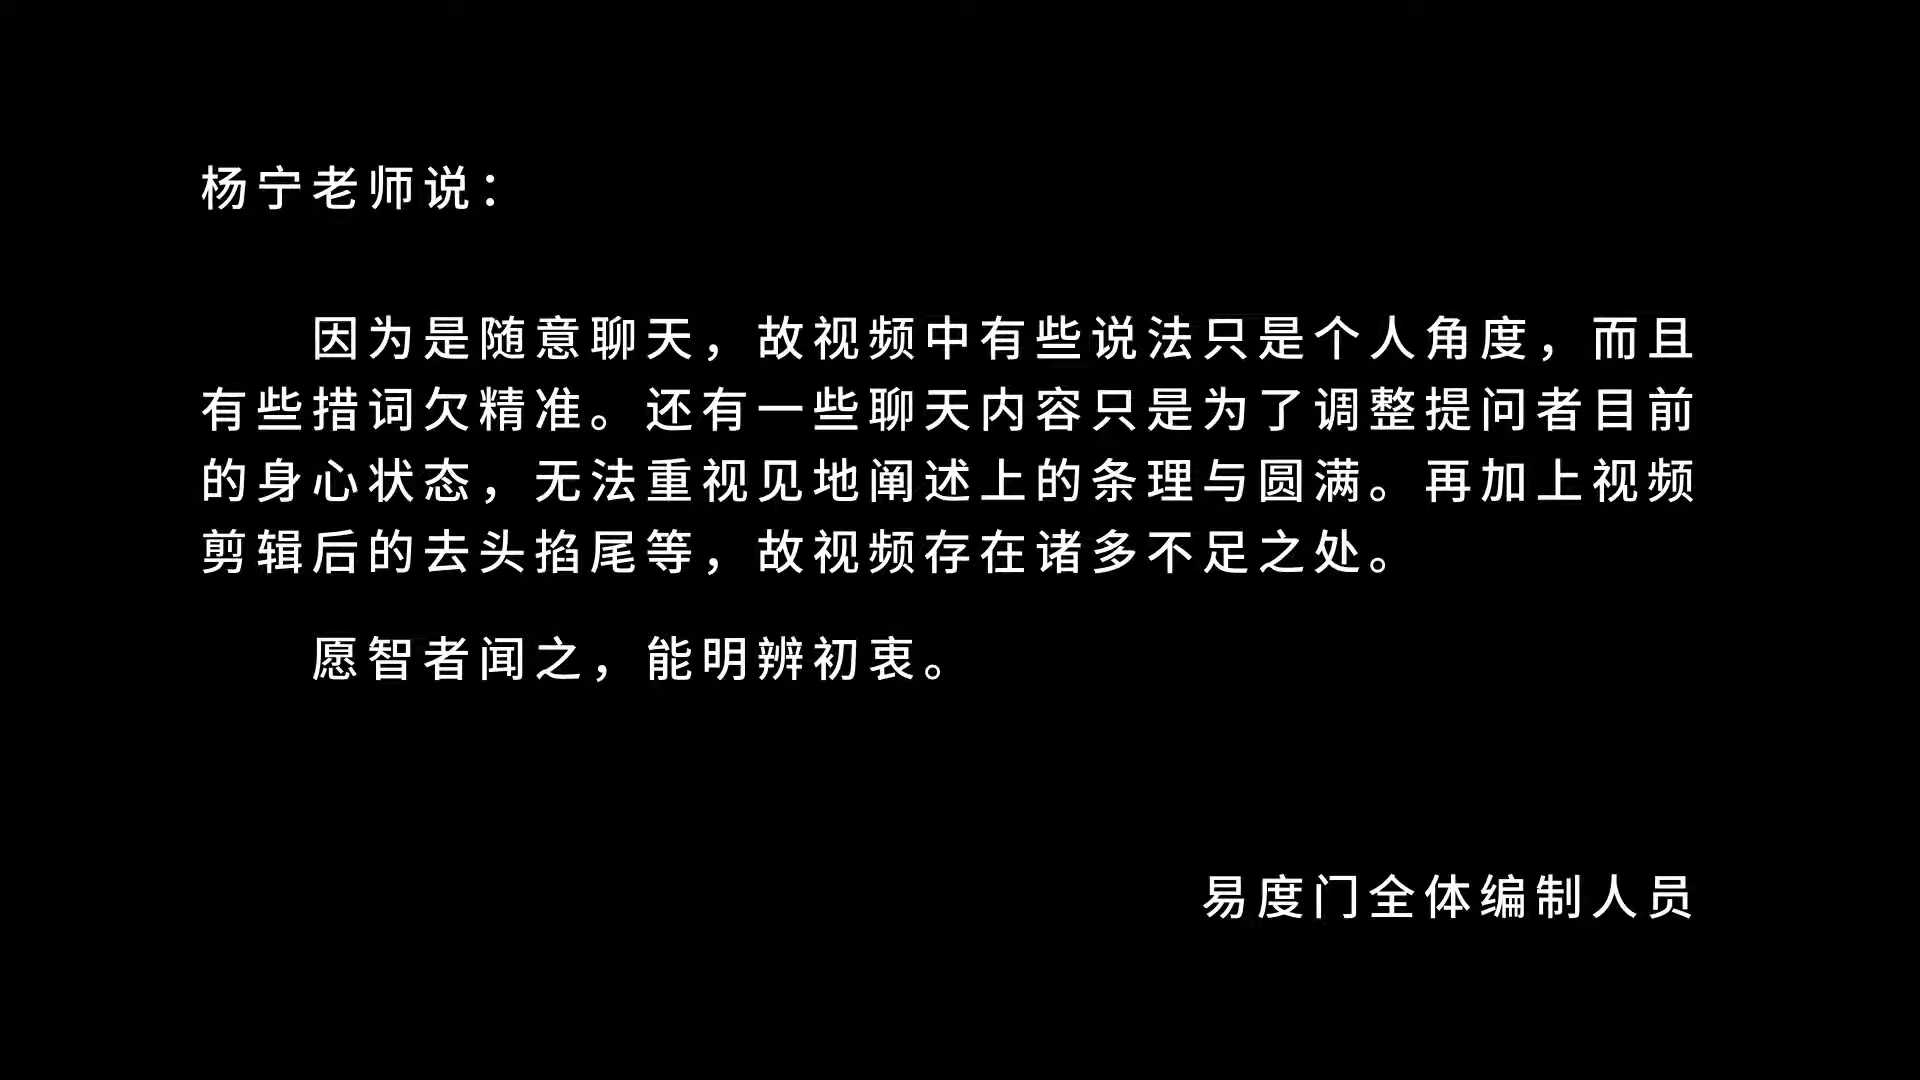 杨宁老师说：
因为是随意聊天，故视频中有些说法只是个人角度，而且
有些措词欠精准。还有一些聊天内容只是为了调整提问者目前
的身心状态，无法重视见地阐述上的条理与圆满。再加上视频
剪辑后的去头掐尾等，故视频存在诸多不足之处。
愿智者闻之，能明辨初衷。
易度门全体编制人员